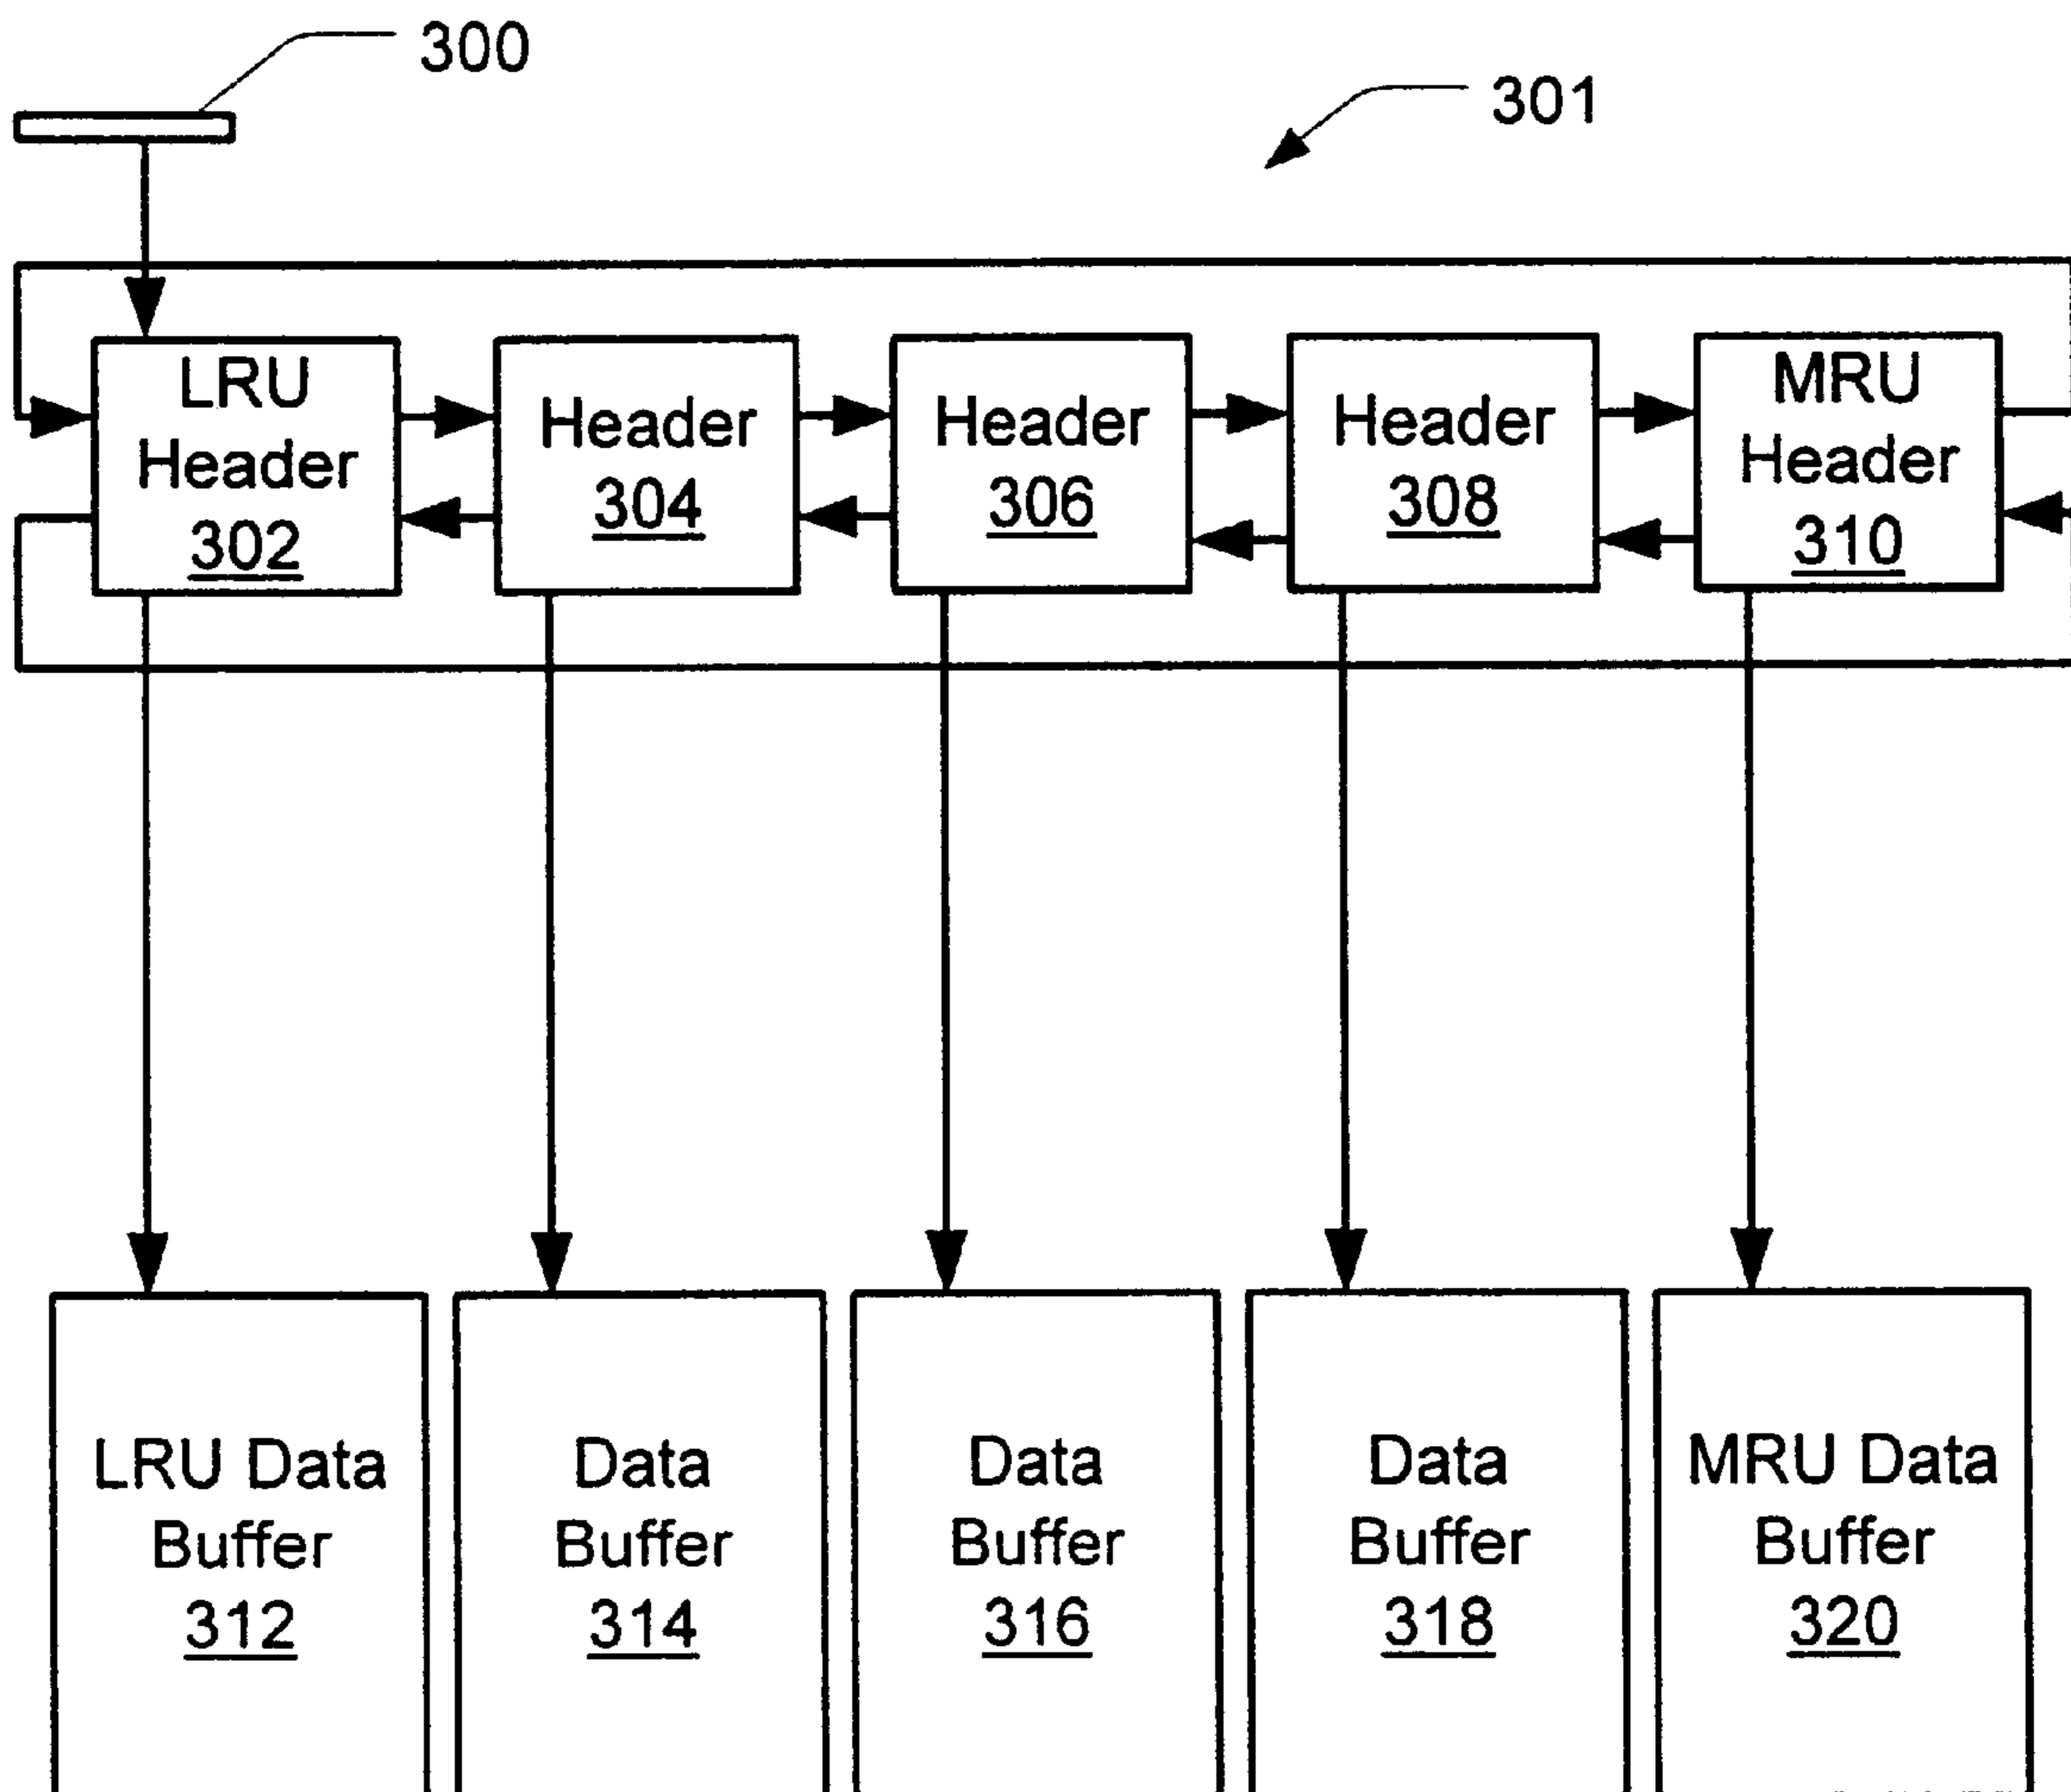 300
301
LRU
Header
302
Header
304
Header
306
Header
308
MRU
Header
310
LRU Data
Buffer
312
Data
Buffer
314
Data
Buffer
316
Data
Buffer
318
MRU Data
Buffer
320